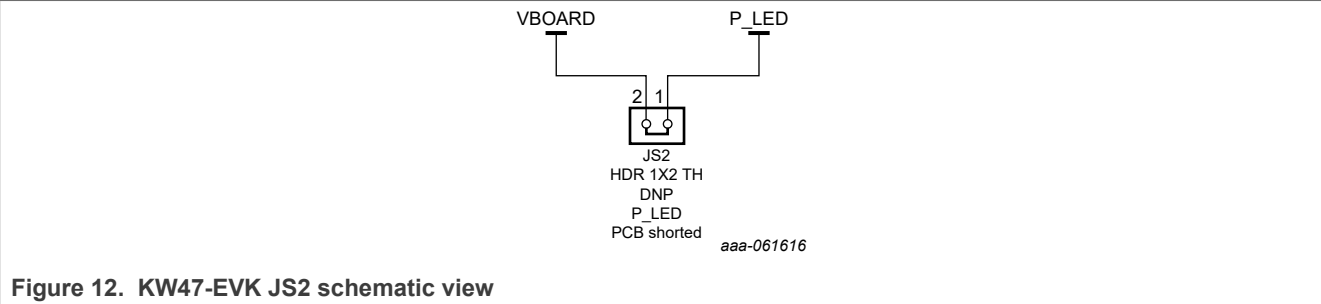 VBOARD P_LED
2 1
JS2
HDR 1X2 TH
DNP
P_LED
PCB shorted
aaa-061616
Figure 12. KW47-EVK JS2 schematic view